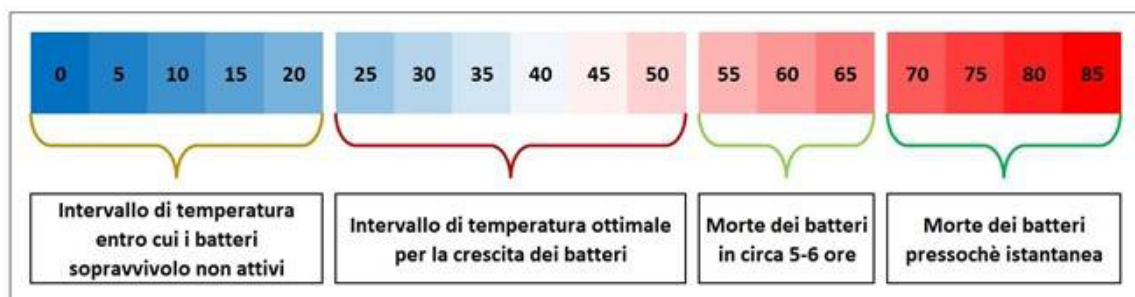 0 5 10 15 20 25 30 35 40 45 50 55 60 65 70 75 80 85
Intervallo di temperatura
entro cui i batteri
sopravvivolo non attivi
Intervallo di temperatura ottimale
per la crescita dei batteri
Morte dei batteri
in circa 5-6 ore
Morte dei batteri
pressochè istantanea